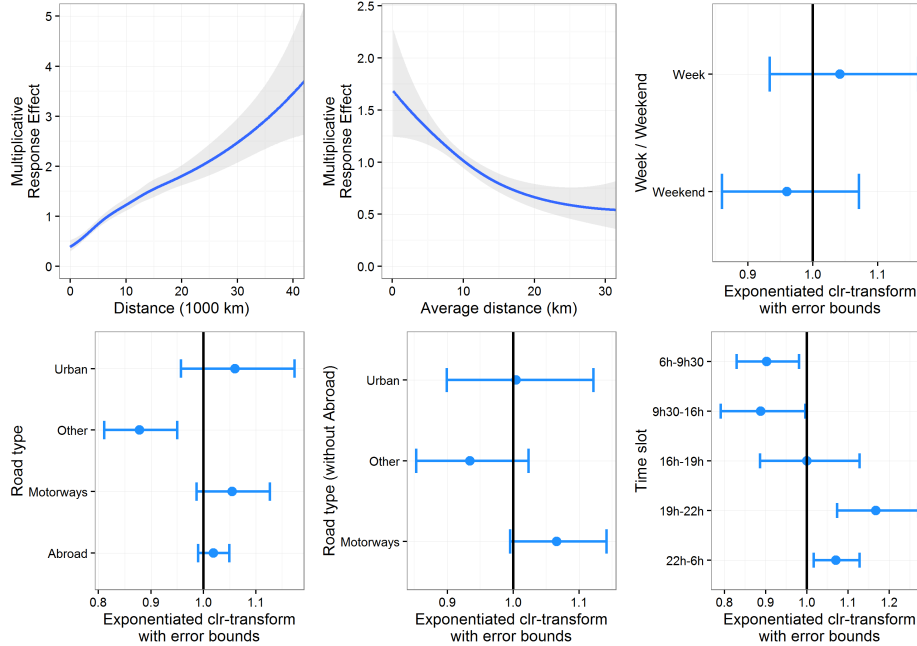 Multiplicative
Response Effect
5
4
3
2
1
0
0 10 20 30 40
Distance (1000 km)
Multiplicative
Response Effect
2.5
2.0
1.5
1.0
0.5
0.0
0 10 20 30
Average distance (km)
Week / Weekend
Week
Weekend
0.9 1.0 1.1
Exponentiated clr-transform
with error bounds
Road type
Urban
Other
Motorways
Abroad
0.8 0.9 1.0 1.1
Exponentiated clr-transform
with error bounds
Road type (without Abroad)
Urban
Other
Motorways
0.9 1.0 1.1
Exponentiated clr-transform
with error bounds
Time slot
6h-9h30
9h30-16h
16h-19h
19h-22h
22h-6h
0.8 0.9 1.0 1.1 1.2
Exponentiated clr-transform
with error bounds